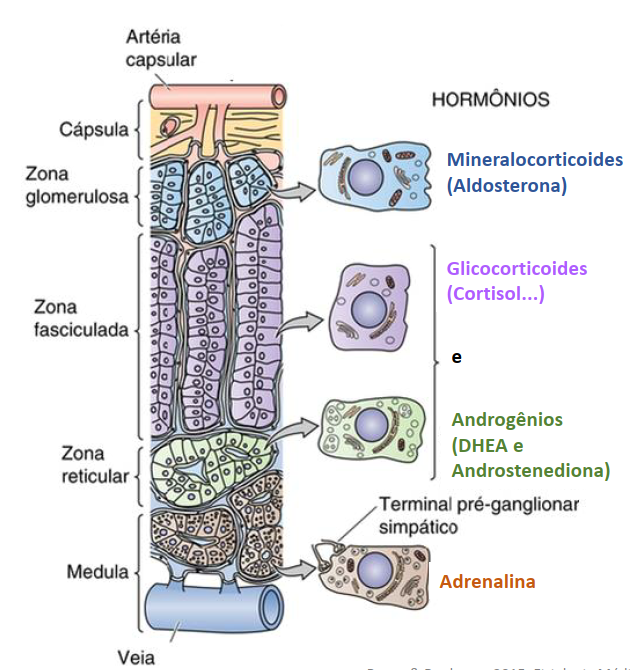 Artéria
capsular
HORMÔNIOS
Cápsula
Mineralocorticoides
(Aldosterona)
Zona
glomerulosa
Glicocorticoides
(Cortisol...)
Zona
fasciculada
e
Androgênios
(DHEA e
Androstenediona)
Zona
reticular
Terminal pré-ganglionar
simpático
Medula
Adrenalina
Veia